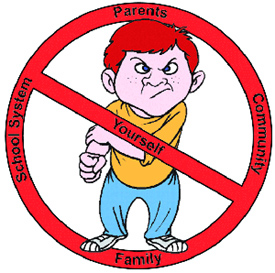 Parents
School System
Community
Yourself
Family